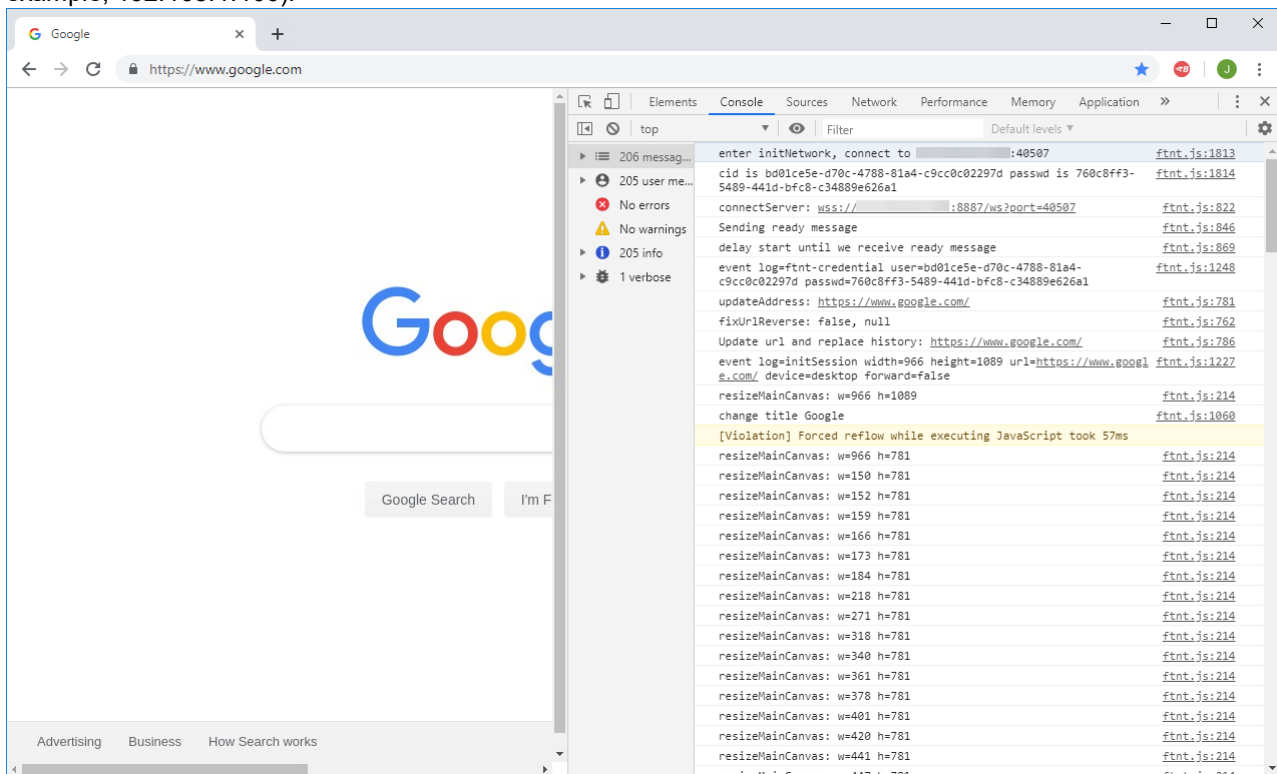 Google
https://www.google.com
J
Elements Console Sources Network Performance Memory Application »
top Filter Default levels
206 messag...
205 user me...
No errors
No warnings
205 info
1 verbose
enter initNetwork, connect to :40507 ftnt.js:1813
cid is bd01ce5e-d70c-4788-81a4-c9cc0c02297d passwd is 760c8ff3- ftnt.js:1814
5489-441d-bfc8-c34889e626a1
connectServer: wss:// :8887/ws?port=40507 ftnt.js:822
Sending ready message ftnt.js:846
delay start until we receive ready message ftnt.js:869
event log=ftnt-credential user=bd01ce5e-d70c-4788-81a4- ftnt.js:1248
c9cc0c02297d passwd=760c8ff3-5489-441d-bfc8-c34889e626a1
updateAddress: https://www.google.com/ ftnt.js:781
fixUrlReverse: false, null ftnt.js:762
Update url and replace history: https://www.google.com/ ftnt.js:786
event log=initSession width=966 height=1089 url=https://www.googl ftnt.js:1227
e.com/ device=desktop forward=false
resizeMainCanvas: w=966 h=1089 ftnt.js:214
change title Google ftnt.js:1060
[Violation] Forced reflow while executing JavaScript took 57ms
resizeMainCanvas: w=966 h=781 ftnt.js:214
resizeMainCanvas: w=150 h=781 ftnt.js:214
resizeMainCanvas: w=152 h=781 ftnt.js:214
resizeMainCanvas: w=159 h=781 ftnt.js:214
resizeMainCanvas: w=166 h=781 ftnt.js:214
resizeMainCanvas: w=173 h=781 ftnt.js:214
resizeMainCanvas: w=184 h=781 ftnt.js:214
resizeMainCanvas: w=218 h=781 ftnt.js:214
resizeMainCanvas: w=271 h=781 ftnt.js:214
resizeMainCanvas: w=318 h=781 ftnt.js:214
resizeMainCanvas: w=340 h=781 ftnt.js:214
resizeMainCanvas: w=361 h=781 ftnt.js:214
resizeMainCanvas: w=378 h=781 ftnt.js:214
resizeMainCanvas: w=401 h=781 ftnt.js:214
resizeMainCanvas: w=420 h=781 ftnt.js:214
resizeMainCanvas: w=441 h=781 ftnt.js:214
Goog
Google Search I'm F
Advertising Business How Search works